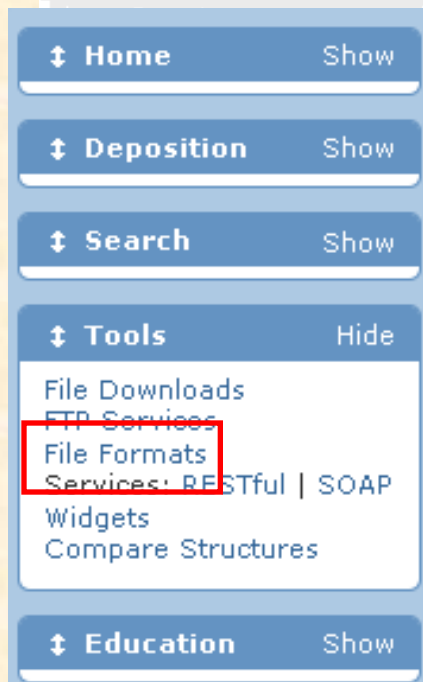 ↕ Home Show
↕ Deposition Show
↕ Search Show
↕ Tools Hide
File Downloads
FTP Services
File Formats
Services: RESTful | SOAP
Widgets
Compare Structures
↕ Education Show